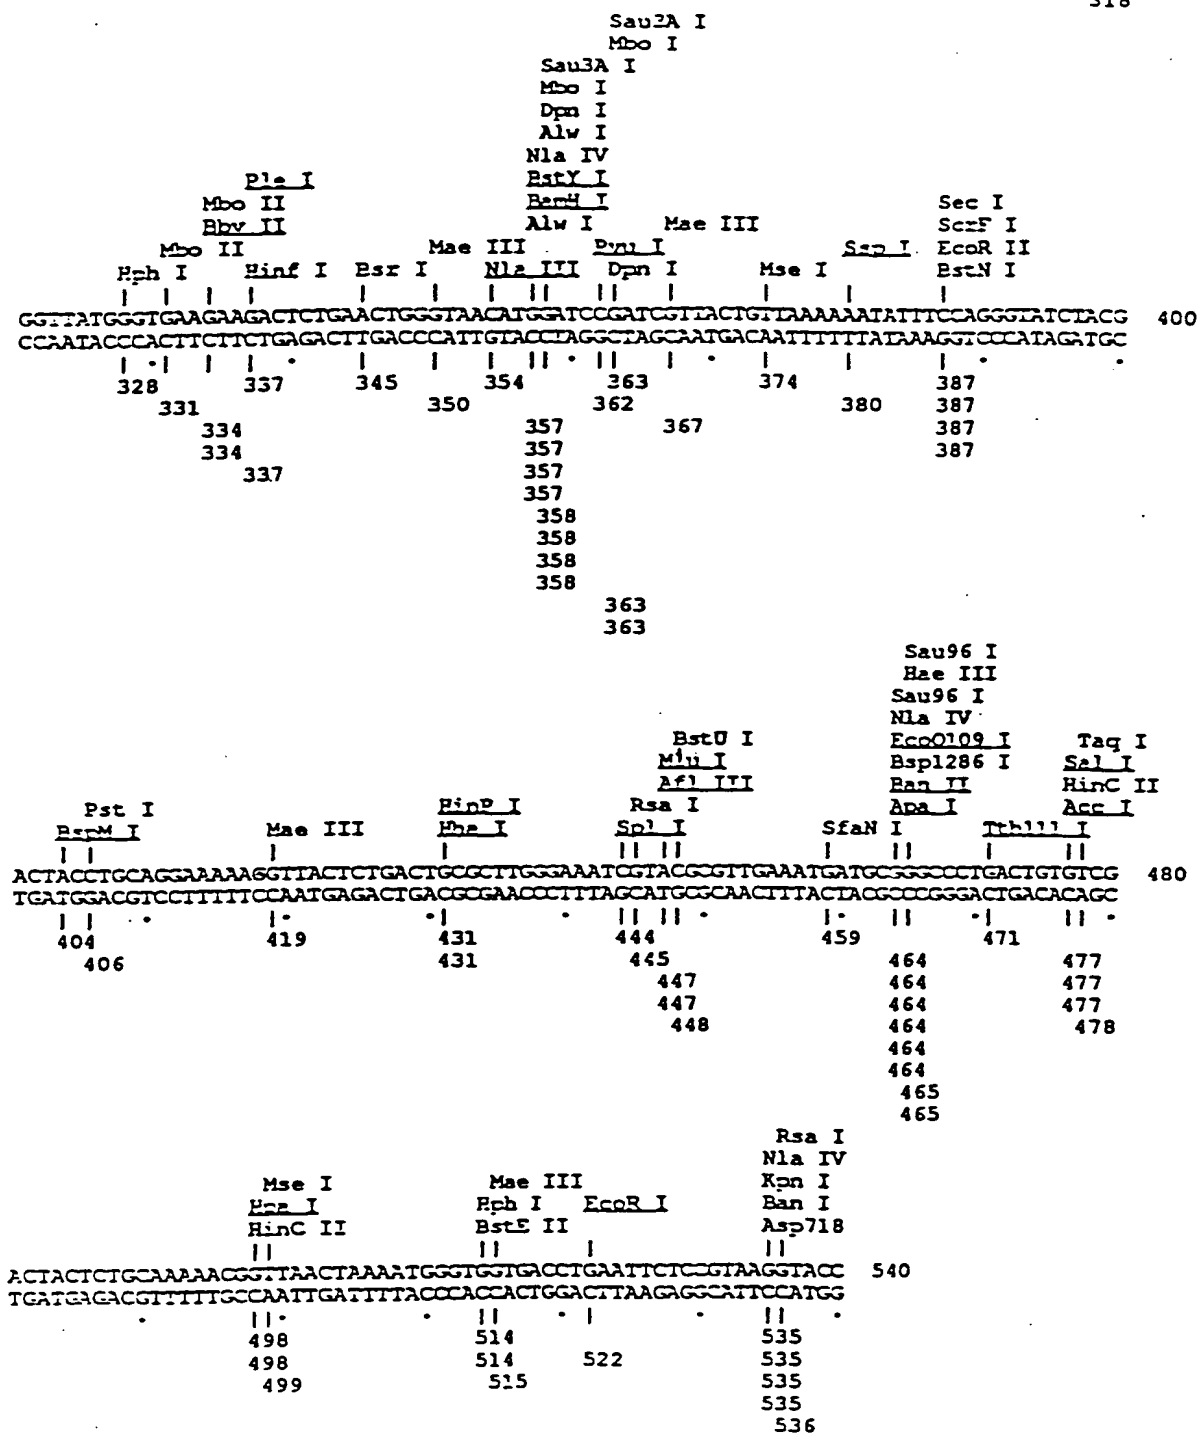 318
Sau3A I
Mbo I
Sau3A I
Mbo I
Dpn I
Alw I
Nla IV
Ple I BstY I
Mbo II BamH I Sec I
Bbv II Alw I Mae III ScrF I
Mbo II Mae III Pvu I Ssp I EcoR II
Hph I Hinf I Bsr I Nla III Dpn I Mse I BstN I
GGTTATGGGTGAAGAAGACTCTGAACTGGGTAACATGGATCCGATCGTTACTGTTAAAAAATATTTCCAGGGTATCTACG 400
CCAATACCCACTTCTTCTGAGACTTGACCCATTGTACCTAGGCTAGCAATGACAATTTTTTATAAAGGTCCCATAGATGC
328 337 345 354 363 374 387
331 350 362 380 387
334 357 367 387
334 357 387
337 357
357
358
358
358
358
363
363
Sau96 I
Hae III
Sau96 I
Nla IV
BstU I EcoO109 I Taq I
Mlu I Bsp1286 I Sal I
Afl III Ban II HinC II
Pst I HinP I Rsa I Apa I Acc I
BspM I Mae III Hha I Spl I SfaN I Tth111 I
ACTACCTGCAGGAAAAAGGTTACTCTGACTGCGCTTGGGAAATCGTACGCGTTGAAATGATGCGGGCCCTGACTGTGTCG 480
TGATGGACGTCCTTTTTCCAATGAGACTGACGCGAACCCTTTAGCATGCGCAACTTTACTACGCCCGGGACTGACACAGC
404 419 431 444 459 471
406 431 445 464 477
447 464 477
447 464 477
448 464 478
464
464
465
465
Rsa I
Nla IV
Mse I Mae III Kpn I
Hpa I Hph I EcoR I Ban I
HinC II BstE II Asp718
ACTACTCTGCAAAAACGGTTAACTAAAATGGGTGGTGACCTGAATTCTCCGTAAGGTACC 540
TGATGAGACGTTTTTGCCAATTGATTTTACCCACCACTGGACTTAAGAGGCATTCCATGG
498 514 535
498 514 522 535
499 515 535
535
536